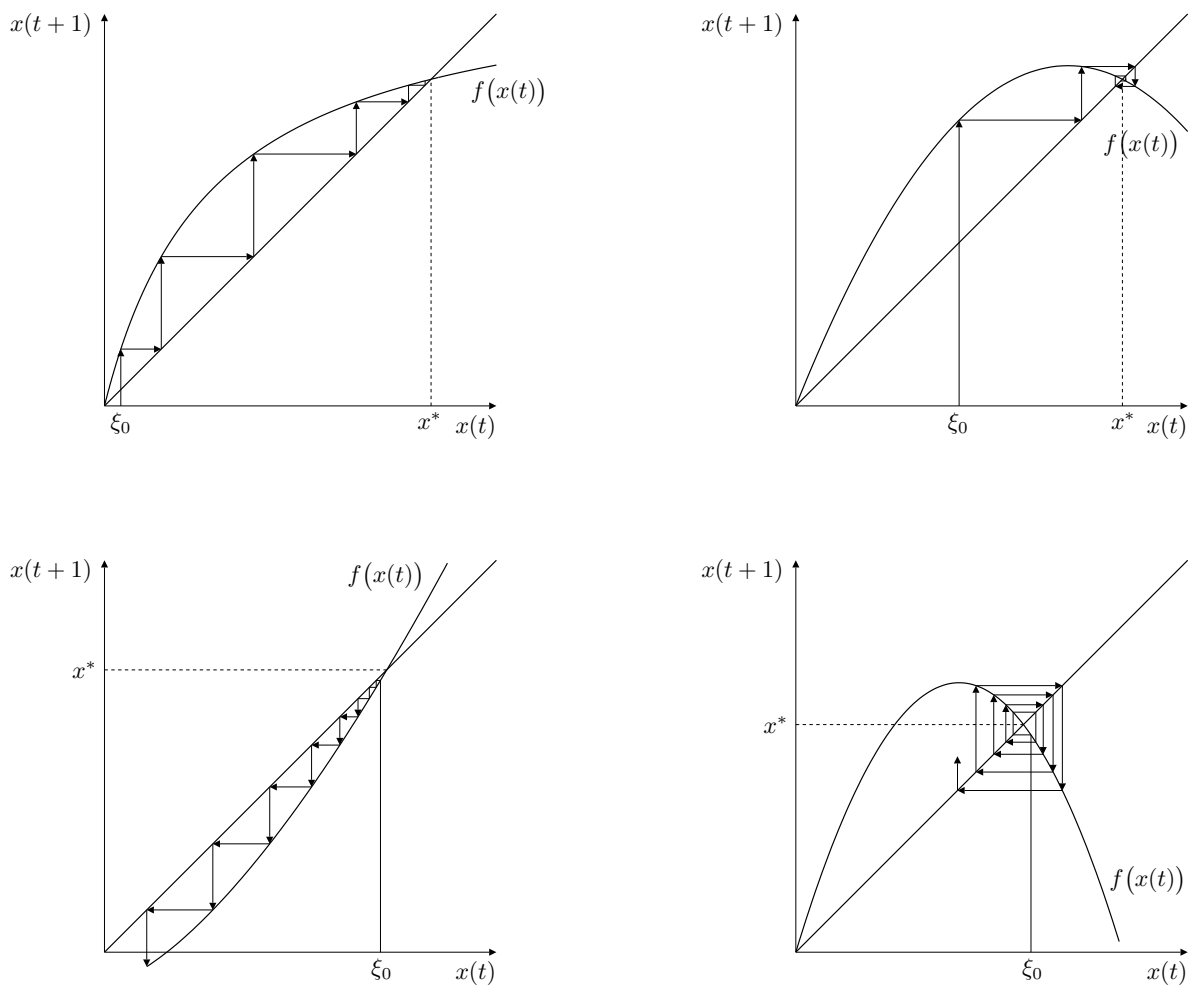 x(t + 1)
f(x(t))
ξ₀
x*
x(t)
x(t + 1)
f(x(t))
ξ₀
x*
x(t)
x(t + 1)
f(x(t))
x*
ξ₀
x(t)
x(t + 1)
x*
f(x(t))
ξ₀
x(t)